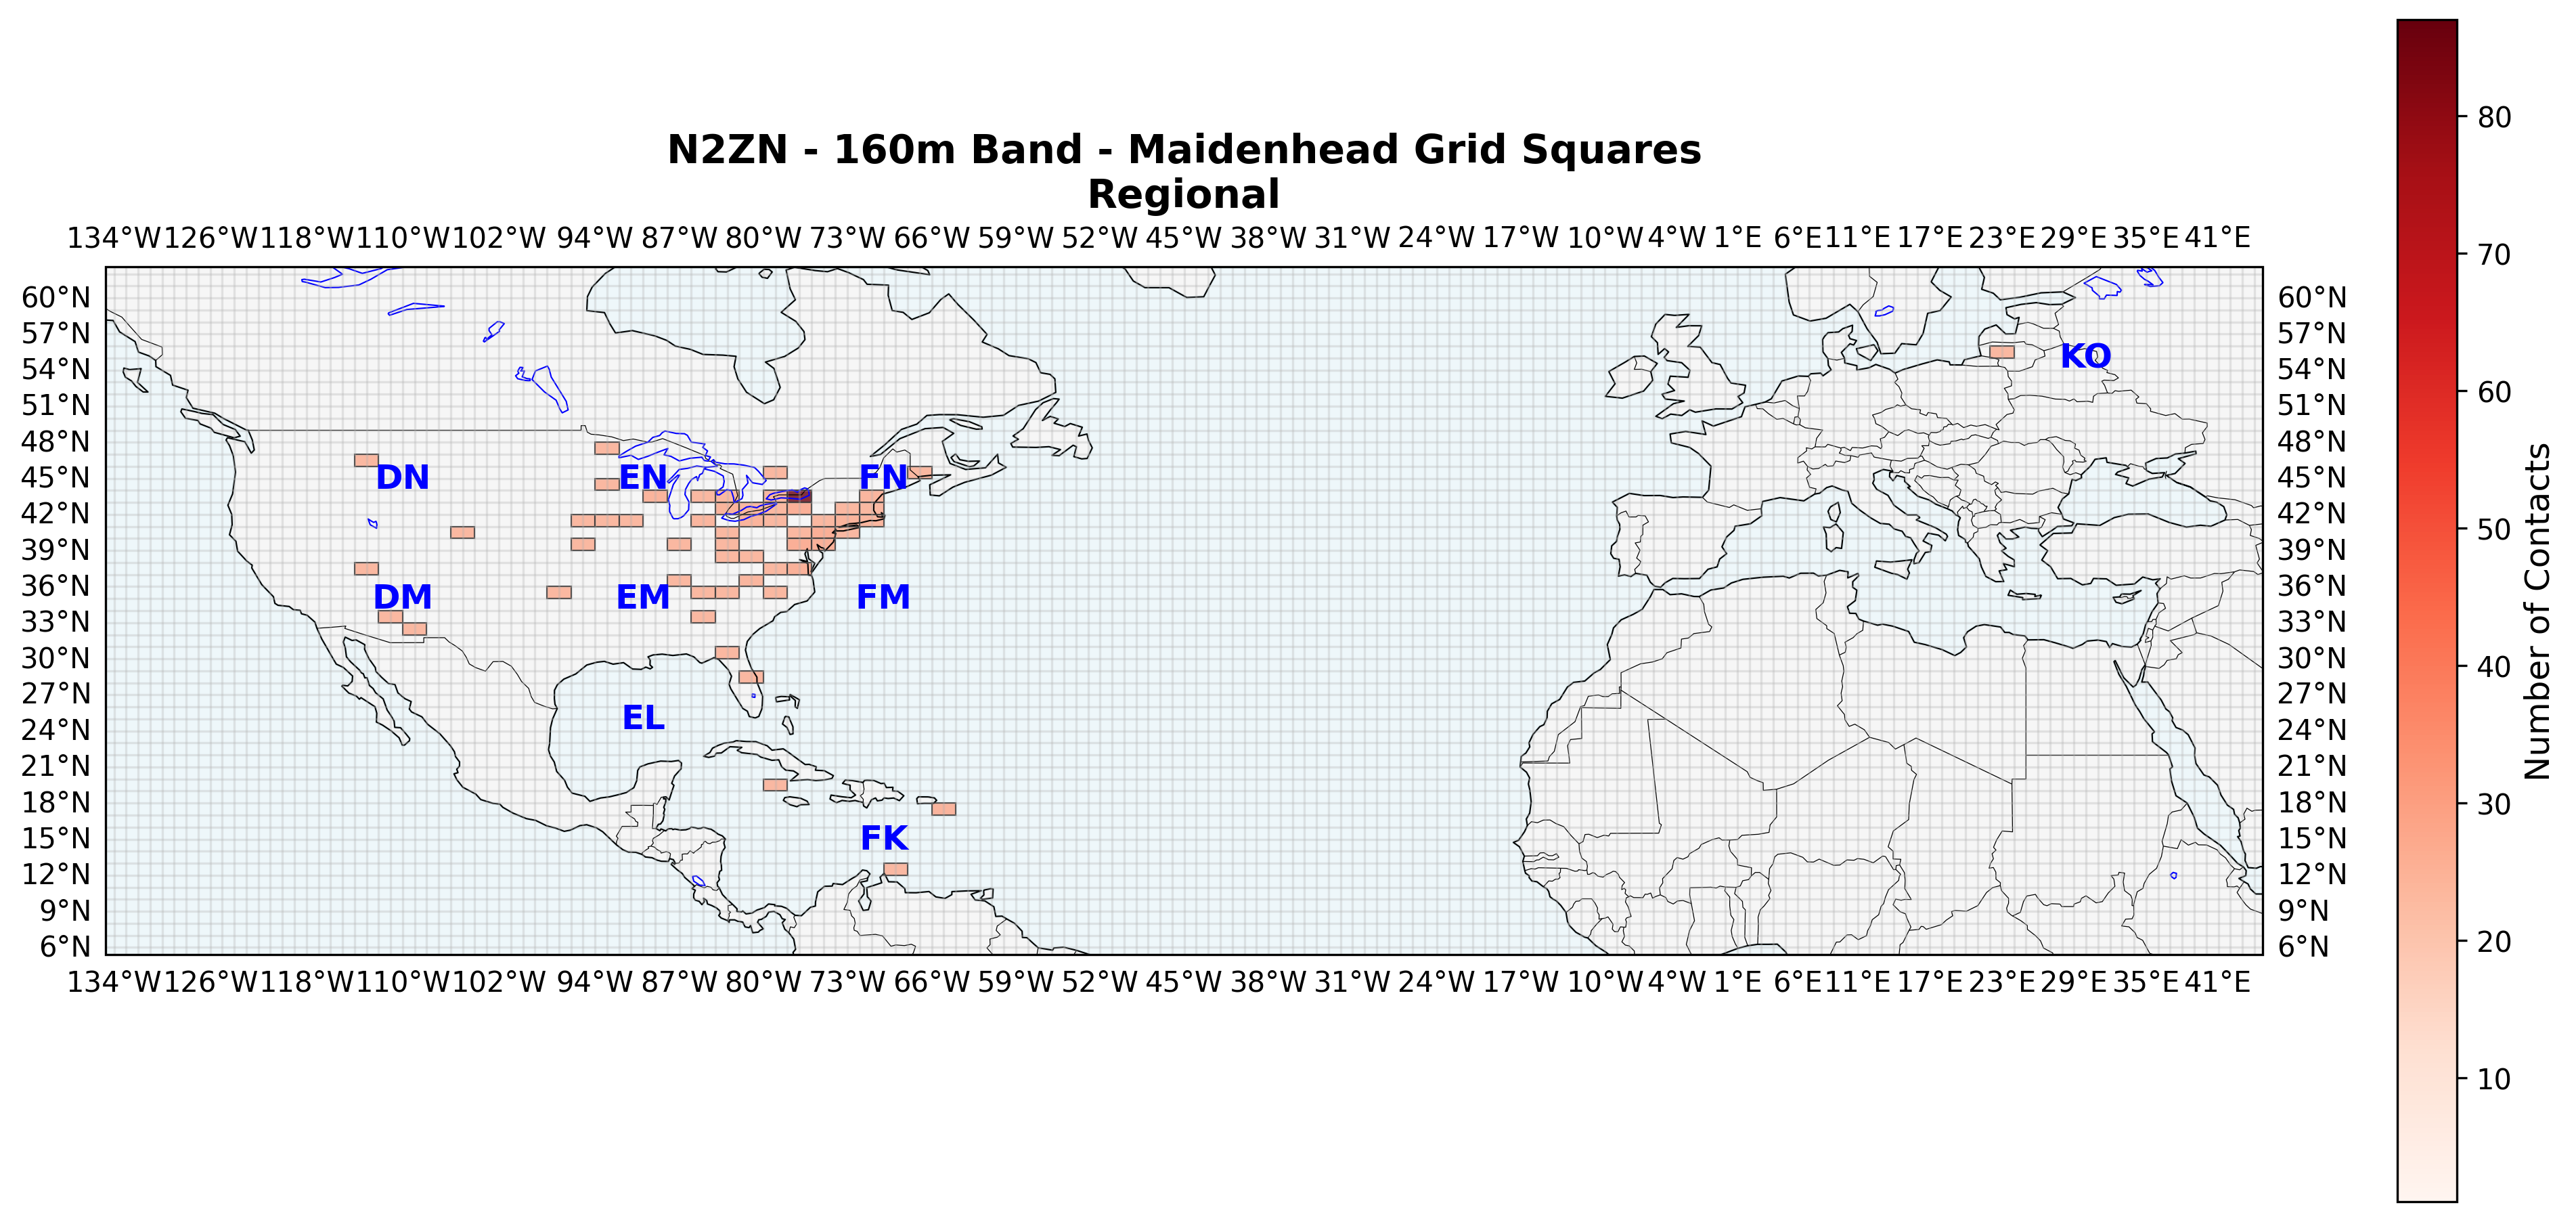 N2ZN - 160m Band - Maidenhead Grid Squares
Regional
134°W 126°W 118°W 110°W 102°W 94°W 87°W 80°W 73°W 66°W 59°W 52°W 45°W 38°W 31°W 24°W 17°W 10°W 4°W 1°E 6°E 11°E 17°E 23°E 29°E 35°E 41°E
60°N 60°N
57°N 57°N
54°N KO 54°N
51°N 51°N
48°N 48°N
45°N DN EN FN 45°N
42°N 42°N
39°N 39°N
36°N 36°N
DM EM FM
33°N 33°N
30°N 30°N
27°N 27°N
24°N EL 24°N
21°N 21°N
18°N 18°N
15°N FK 15°N
12°N 12°N
9°N 9°N
6°N 6°N
134°W 126°W 118°W 110°W 102°W 94°W 87°W 80°W 73°W 66°W 59°W 52°W 45°W 38°W 31°W 24°W 17°W 10°W 4°W 1°E 6°E 11°E 17°E 23°E 29°E 35°E 41°E
80
70
60
50
40
30
20
10
Number of Contacts